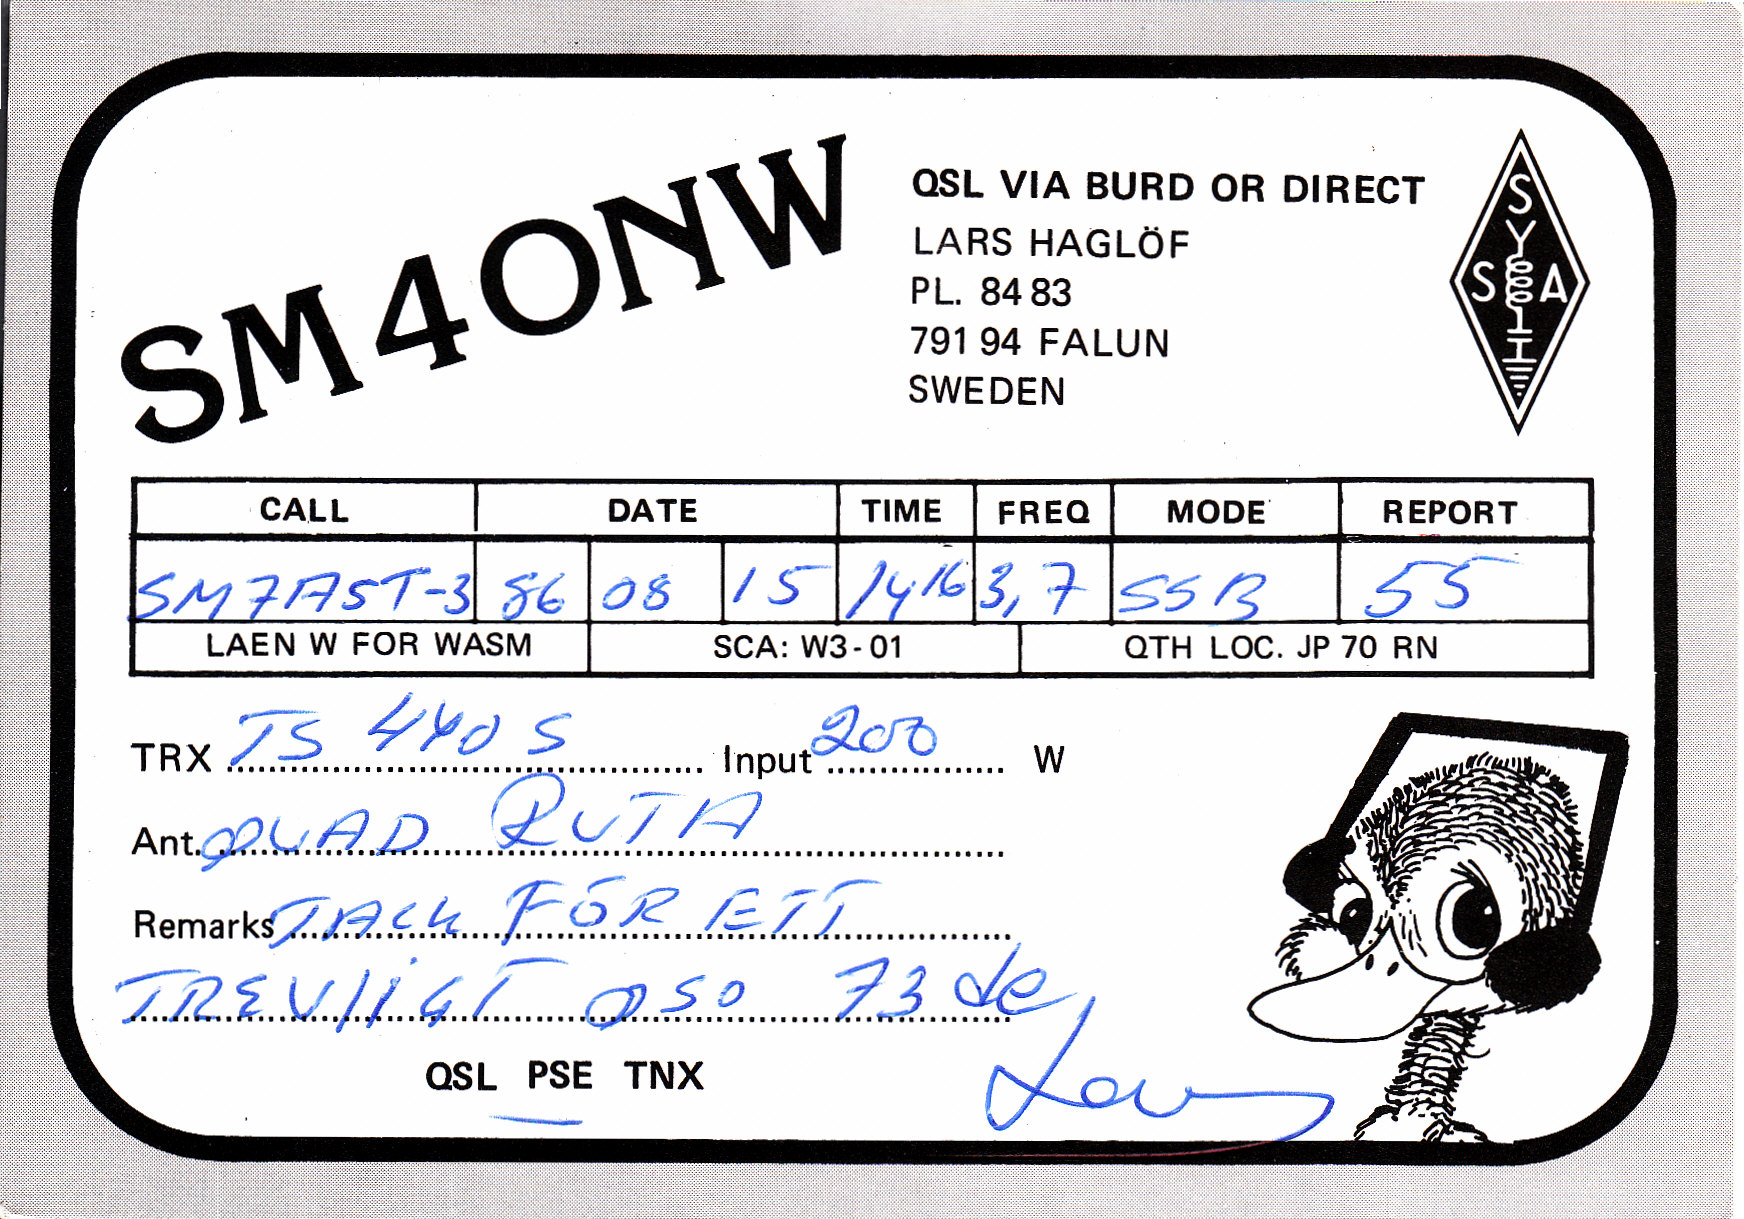 SM4ONW
QSL VIA BURD OR DIRECT
LARS HAGLÖF
PL. 8483
791 94 FALUN
SWEDEN
S
Y
S A
CALL DATE TIME FREQ MODE REPORT
SM7AST-3 86 08 15 1416 3,7 SSB 55
LAEN W FOR WASM SCA: W3-01 QTH LOC. JP 70 RN
TRX TS 440 S Input 200 W
Ant. QUAD RUTA
Remarks TACK FÖR ETT
TREVLIGT QSO 73 de
Lars
QSL PSE TNX